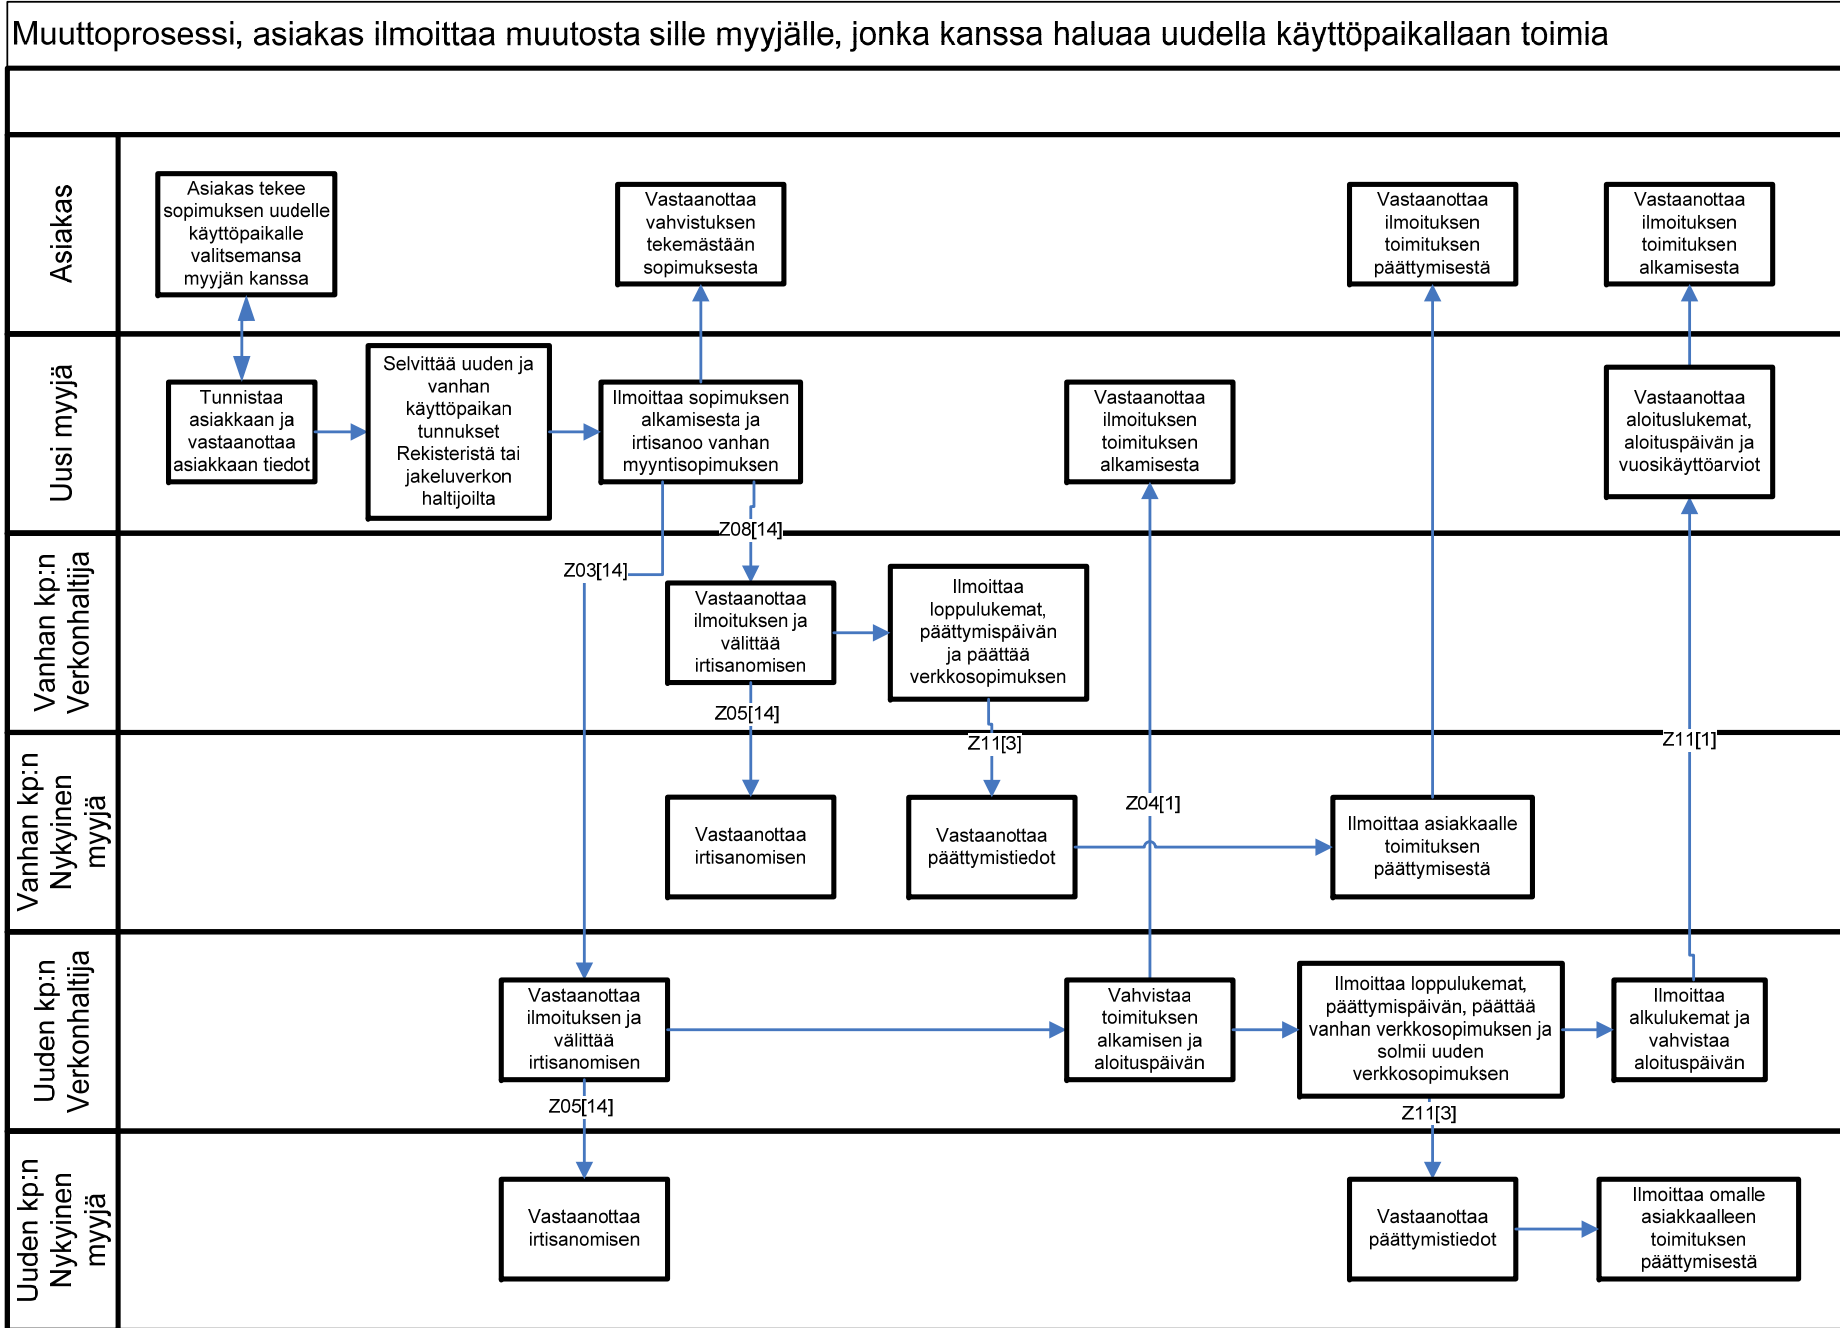 Muuttoprosessi, asiakas ilmoittaa muutosta sille myyjälle, jonka kanssa haluaa uudella käyttöpaikallaan toimia
Asiakas
Asiakas tekee
sopimuksen uudelle
käyttöpaikalle
valitsemansa
myyjän kanssa
Vastaanottaa
vahvistuksen
tekemästään
sopimuksesta
Vastaanottaa
ilmoituksen
toimituksen
päättymisestä
Vastaanottaa
ilmoituksen
toimituksen
alkamisesta
Uusi myyjä
Tunnistaa
asiakkaan ja
vastaanottaa
asiakkaan tiedot
Selvittää uuden ja
vanhan
käyttöpaikan
tunnukset
Rekisteristä tai
jakeluverkon
haltijoilta
Ilmoittaa sopimuksen
alkamisesta ja
irtisanoo vanhan
myyntisopimuksen
Vastaanottaa
ilmoituksen
toimituksen
alkamisesta
Vastaanottaa
aloituslukemat,
aloituspäivän ja
vuosikäyttöarviot
Z08[14]
Z03[14]
Vanhan kp:n
Verkonhaltija
Vastaanottaa
ilmoituksen ja
välittää
irtisanomisen
Ilmoittaa
loppulukemat,
päättymispäivän
ja päättää
verkkosopimuksen
Z05[14]
Z11[3]
Z11[1]
Vanhan kp:n
Nykyinen
myyjä
Vastaanottaa
irtisanomisen
Vastaanottaa
päättymistiedot
Z04[1]
Ilmoittaa asiakkaalle
toimituksen
päättymisestä
Uuden kp:n
Verkonhaltija
Vastaanottaa
ilmoituksen ja
välittää
irtisanomisen
Vahvistaa
toimituksen
alkamisen ja
aloituspäivän
Ilmoittaa loppulukemat,
päättymispäivän, päättää
vanhan verkkosopimuksen ja
solmii uuden
verkkosopimuksen
Ilmoittaa
alkulukemat ja
vahvistaa
aloituspäivän
Z05[14]
Z11[3]
Uuden kp:n
Nykyinen
myyjä
Vastaanottaa
irtisanomisen
Vastaanottaa
päättymistiedot
Ilmoittaa omalle
asiakkaalleen
toimituksen
päättymisestä